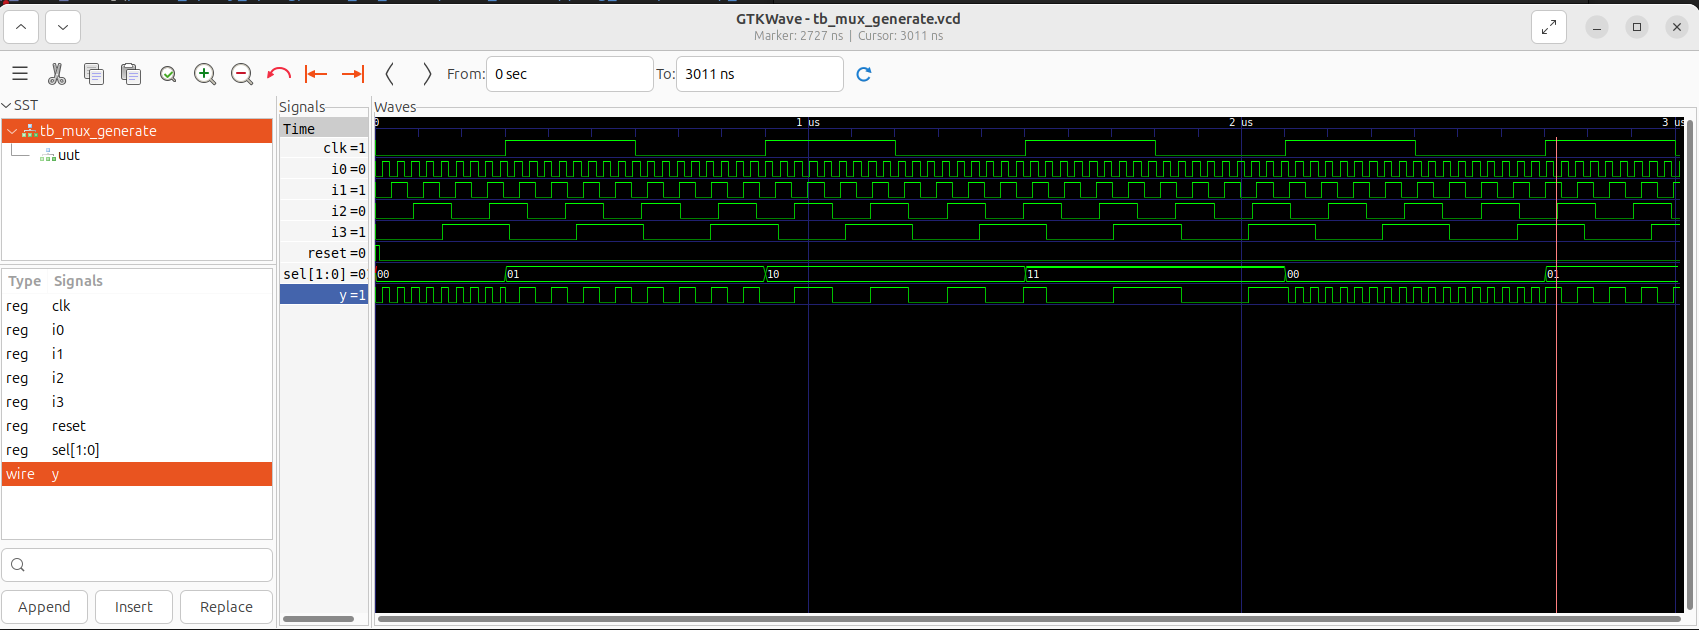 GTKWave - tb_mux_generate.vcd
Marker: 2727 ns | Cursor: 3011 ns
From: 0 sec To: 3011 ns
SST
tb_mux_generate
uut
Type Signals
reg clk
reg i0
reg i1
reg i2
reg i3
reg reset
reg sel[1:0]
wire y
Append Insert Replace
Signals
Time
clk=1
i0=0
i1=1
i2=0
i3=1
reset=0
sel[1:0]=0
y=1
Waves
0 1 us 2 us 3 us
00 01 10 11 00 01